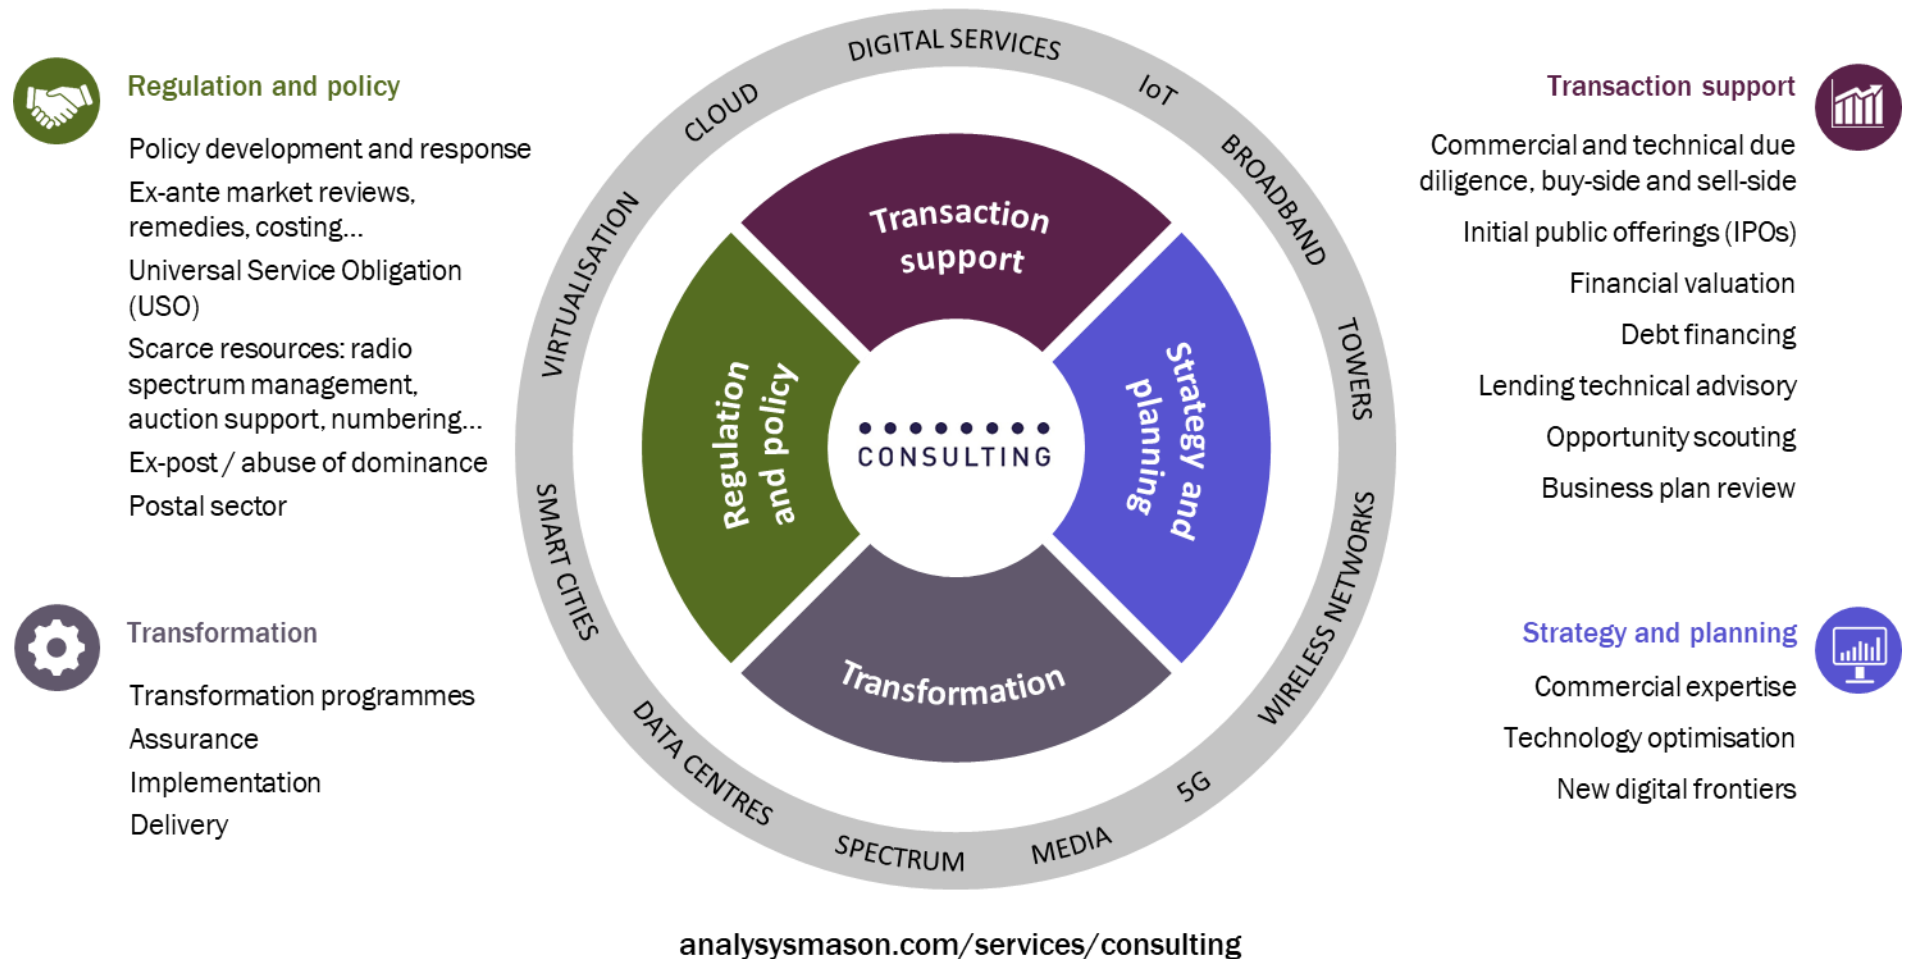 Regulation and policy
Policy development and response
Ex-ante market reviews,
remedies, costing...
Universal Service Obligation
(USO)
Scarce resources: radio
spectrum management,
auction support, numbering...
Ex-post / abuse of dominance
Postal sector
Transformation
Transformation programmes
Assurance
Implementation
Delivery
DIGITAL SERVICES
IoT
BROADBAND
TOWERS
WIRELESS NETWORKS
5G
MEDIA
SPECTRUM
DATA CENTRES
SMART CITIES
VIRTUALISATION
CLOUD
Transaction
support
Strategy and
planning
Transformation
Regulation
and policy
CONSULTING
Transaction support
Commercial and technical due
diligence, buy-side and sell-side
Initial public offerings (IPOs)
Financial valuation
Debt financing
Lending technical advisory
Opportunity scouting
Business plan review
Strategy and planning
Commercial expertise
Technology optimisation
New digital frontiers
analysysmason.com/services/consulting